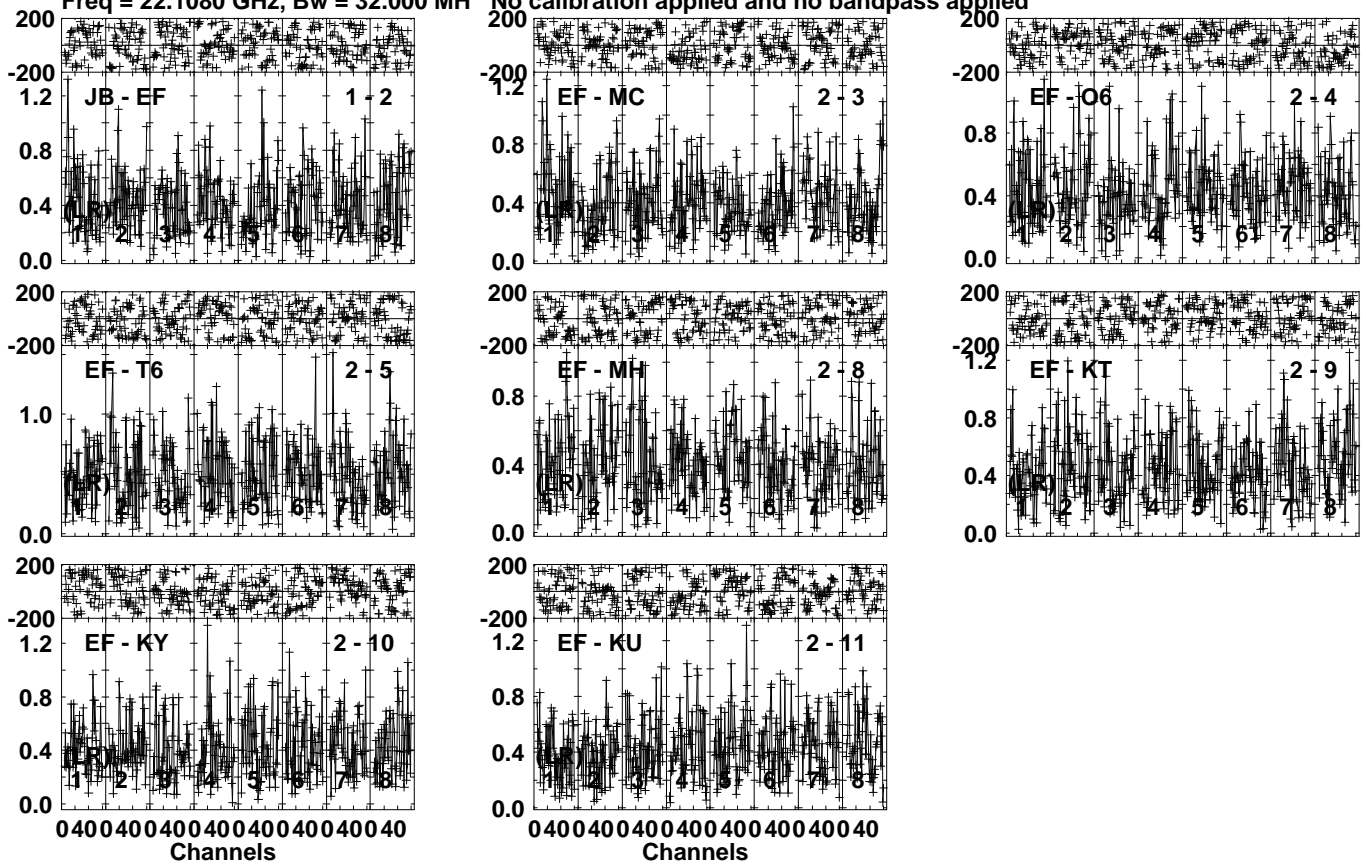 Freq = 22.1080 GHz, Bw = 32.000 MH No calibration applied and no bandpass applied
200
-200
JB - EF 1 - 2
1.2
0.8
0.4
0.0
(LR)
1 2 3 4 5 6 7 8
200
-200
EF - MC 2 - 3
1.2
0.8
0.4
0.0
(LR)
1 2 3 4 5 6 7 8
200
-200
EF - O6 2 - 4
0.8
0.4
0.0
(LR)
1 2 3 4 5 6 7 8
200
-200
EF - T6 2 - 5
1.0
0.0
(LR)
1 2 3 4 5 6 7 8
200
-200
EF - MH 2 - 8
0.8
0.4
0.0
(LR)
1 2 3 4 5 6 7 8
200
-200
EF - KT 2 - 9
1.2
0.8
0.4
0.0
(LR)
1 2 3 4 5 6 7 8
200
-200
EF - KY 2 - 10
1.2
0.8
0.4
0.0
(LR)
1 2 3 4 5 6 7 8
0 40 0 40 0 40 0 40 0 40 0 40 0 40 0 40
Channels
200
-200
EF - KU 2 - 11
1.2
0.8
0.4
0.0
(LR)
1 2 3 4 5 6 7 8
0 40 0 40 0 40 0 40 0 40 0 40 0 40 0 40
Channels